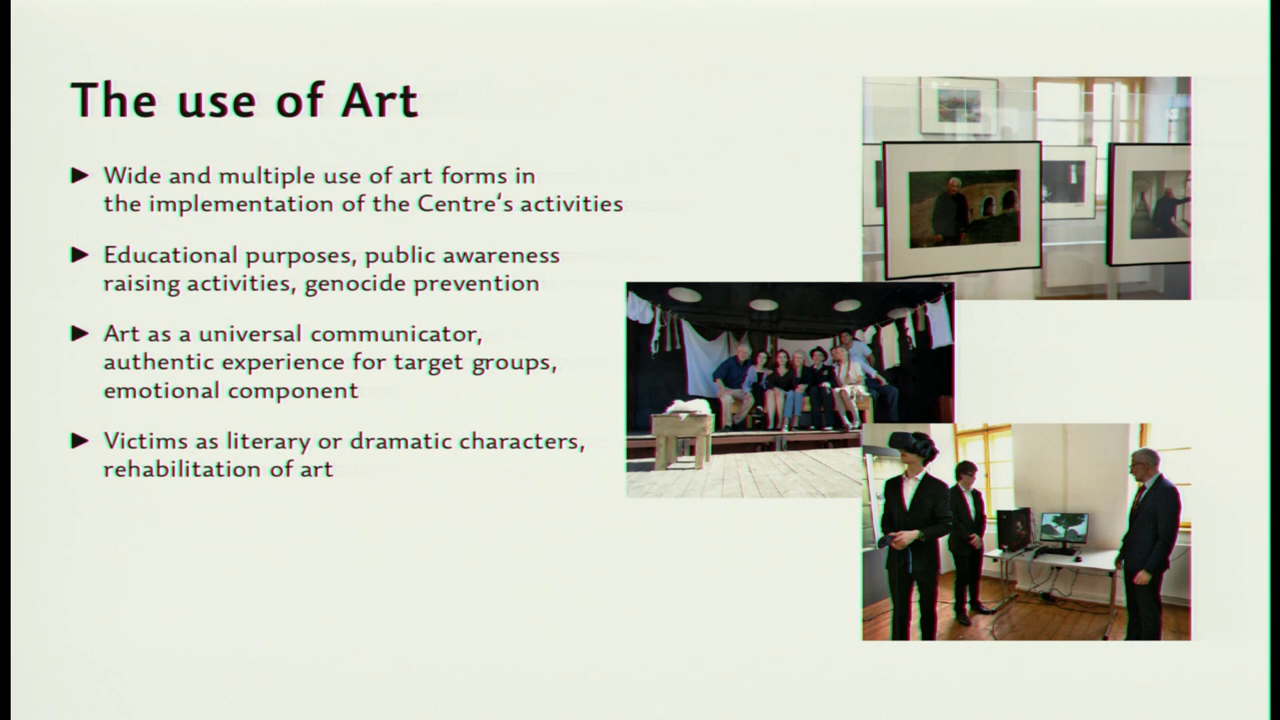 The use of Art
► Wide and multiple use of art forms in
the implementation of the Centre's activities
► Educational purposes, public awareness
raising activities, genocide prevention
► Art as a universal communicator,
authentic experience for target groups,
emotional component
► Victims as literary or dramatic characters,
rehabilitation of art